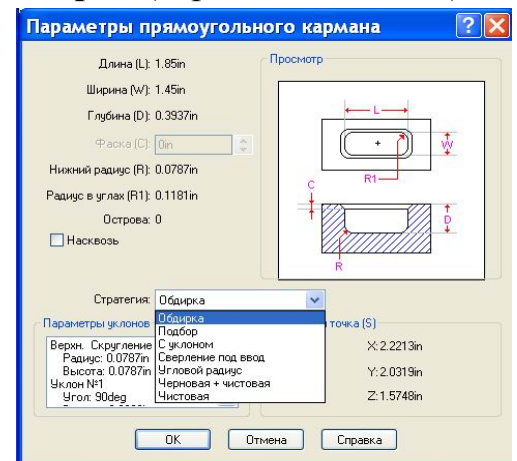 Параметры прямоугольного кармана
Длина (L): 1.85in
Ширина (W): 1.45in
Глубина (D): 0.3937in
Фаска (C): 0in
Нижний радиус (R): 0.0787in
Радиус в углах (R1): 0.1181in
Острова: 0
Насквозь
Просмотр
L
W
R1
C
D
R
Стратегия: Обдирка
Обдирка
Подбор
С уклоном
Сверление под ввод
Угловой радиус
Черновая + чистовая
Чистовая
Параметры уклонов
Верхн. Скругление
Радиус: 0.0787in
Высота: 0.0787in
Уклон №1
Угол: 90deg
точка (S)
X: 2.2213in
Y: 2.0319in
Z: 1.5748in
OK
Отмена
Справка